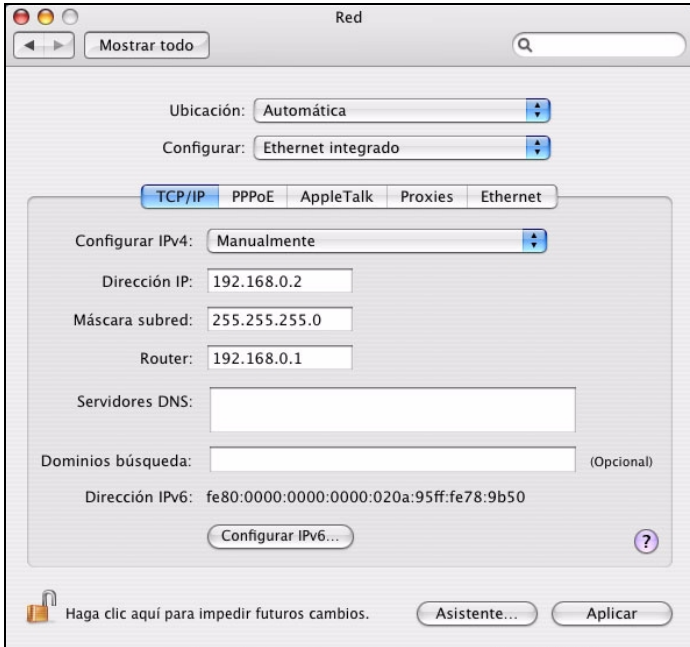 Red
Mostrar todo
Ubicación: Automática
Configurar: Ethernet integrado
TCP/IP PPPoE AppleTalk Proxies Ethernet
Configurar IPv4: Manualmente
Dirección IP: 192.168.0.2
Máscara subred: 255.255.255.0
Router: 192.168.0.1
Servidores DNS:
Dominios búsqueda: (Opcional)
Dirección IPv6: fe80:0000:0000:0000:020a:95ff:fe78:9b50
Configurar IPv6... ?
Haga clic aquí para impedir futuros cambios. Asistente... Aplicar